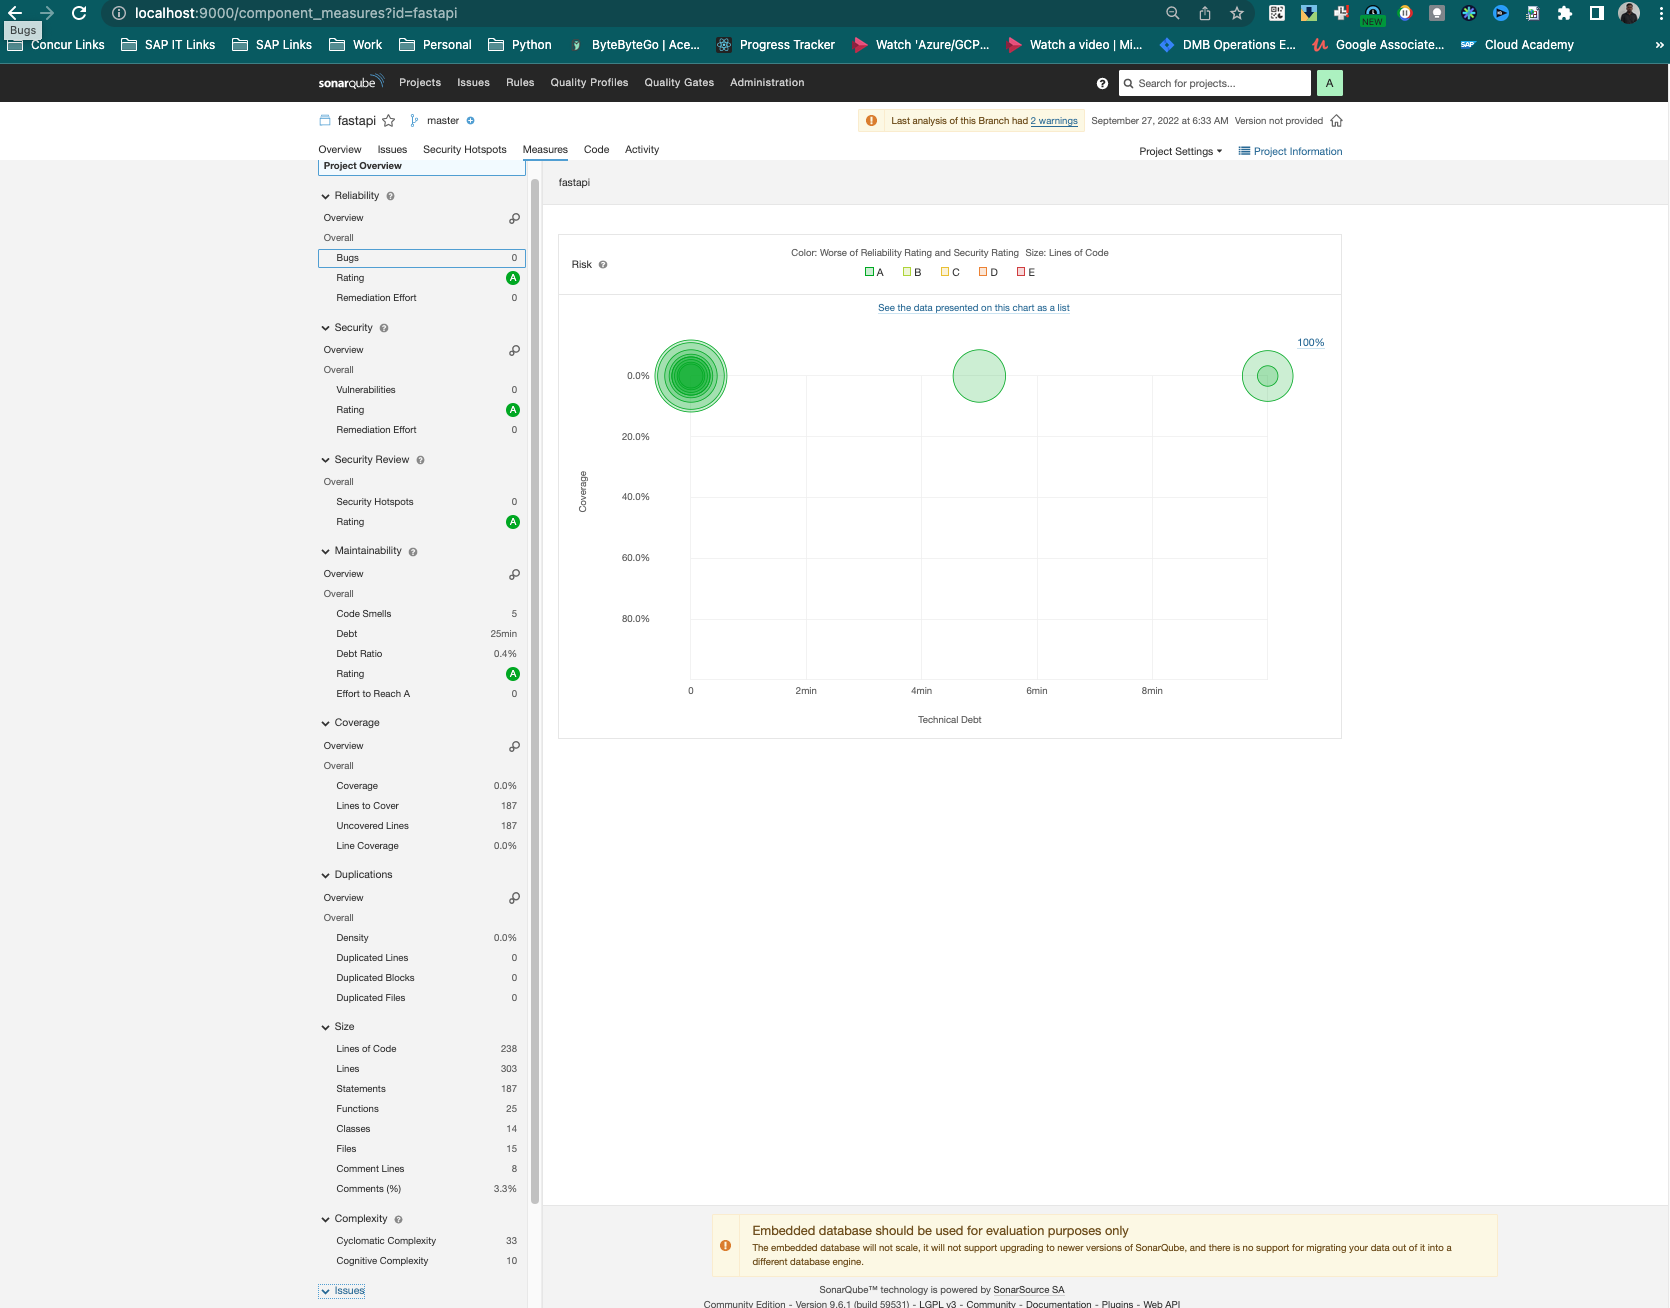 localhost:9000/component_measures?id=fastapi
NEW
Bugs
Concur Links SAP IT Links SAP Links Work Personal Python ByteByteGo | Ace... Progress Tracker Watch 'Azure/GCP... Watch a video | Mi... DMB Operations E... Google Associate... SAP Cloud Academy »
sonarqube Projects Issues Rules Quality Profiles Quality Gates Administration ? Search for projects... A
fastapi master Last analysis of this Branch had 2 warnings September 27, 2022 at 6:33 AM Version not provided
Overview Issues Security Hotspots Measures Code Activity Project Settings Project Information
Project Overview
Reliability ?
Overview
Overall
Bugs 0
Rating A
Remediation Effort 0
Security ?
Overview
Overall
Vulnerabilities 0
Rating A
Remediation Effort 0
Security Review ?
Overall
Security Hotspots 0
Rating A
Maintainability ?
Overview
Overall
Code Smells 5
Debt 25min
Debt Ratio 0.4%
Rating A
Effort to Reach A 0
Coverage
Overview
Overall
Coverage 0.0%
Lines to Cover 187
Uncovered Lines 187
Line Coverage 0.0%
Duplications
Overview
Overall
Density 0.0%
Duplicated Lines 0
Duplicated Blocks 0
Duplicated Files 0
Size
Lines of Code 238
Lines 303
Statements 187
Functions 25
Classes 14
Files 15
Comment Lines 8
Comments (%) 3.3%
Complexity ?
Cyclomatic Complexity 33
Cognitive Complexity 10
Issues
fastapi
Risk ?
Color: Worse of Reliability Rating and Security Rating Size: Lines of Code
A B C D E
See the data presented on this chart as a list
100%
0.0%
20.0%
40.0%
60.0%
80.0%
Coverage
0 2min 4min 6min 8min
Technical Debt
Embedded database should be used for evaluation purposes only
The embedded database will not scale, it will not support upgrading to newer versions of SonarQube, and there is no support for migrating your data out of it into a
different database engine.
SonarQube™ technology is powered by SonarSource SA
Community Edition - Version 9.6.1 (build 59531) - LGPL v3 - Community - Documentation - Plugins - Web API